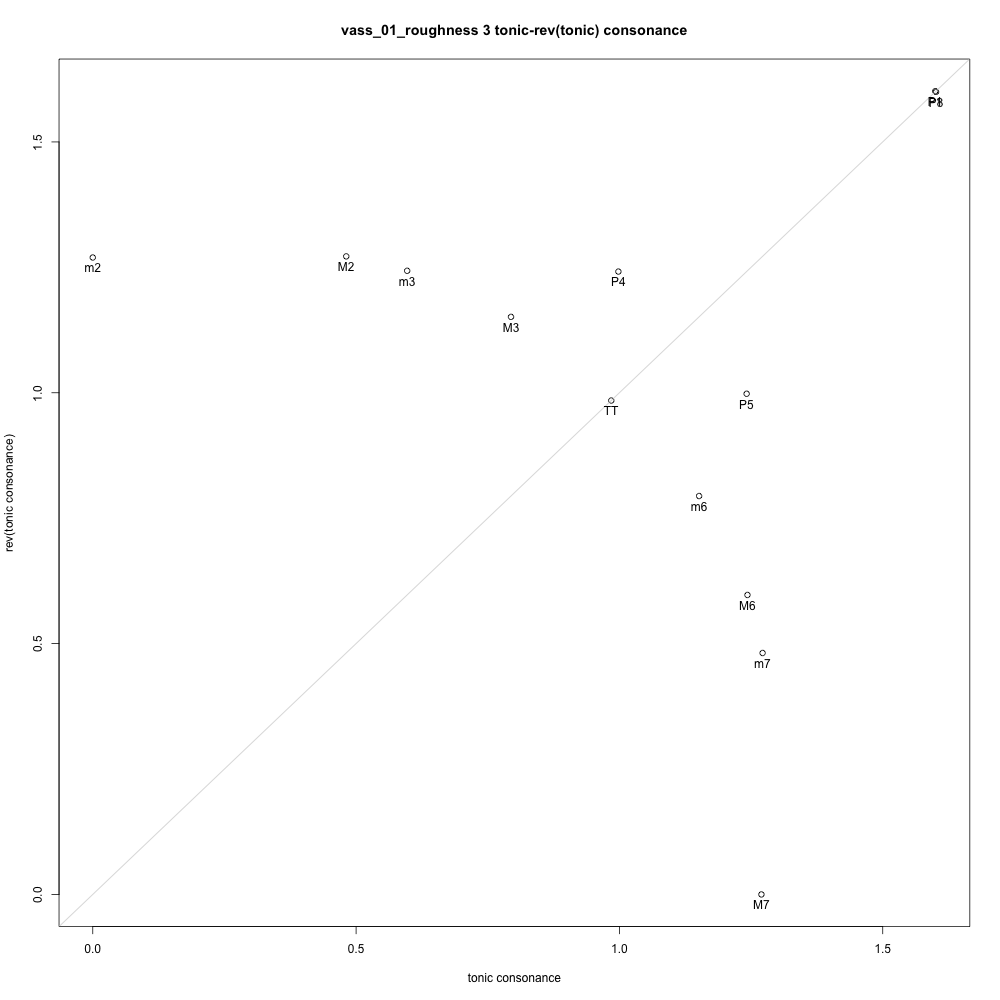 vass_01_roughness 3 tonic-rev(tonic) consonance
P1
P8
1.5
m2
M2
m3
P4
M3
1.0
TT
P5
rev(tonic consonance)
m6
M6
0.5
m7
0.0
M7
0.0
0.5
1.0
1.5
tonic consonance